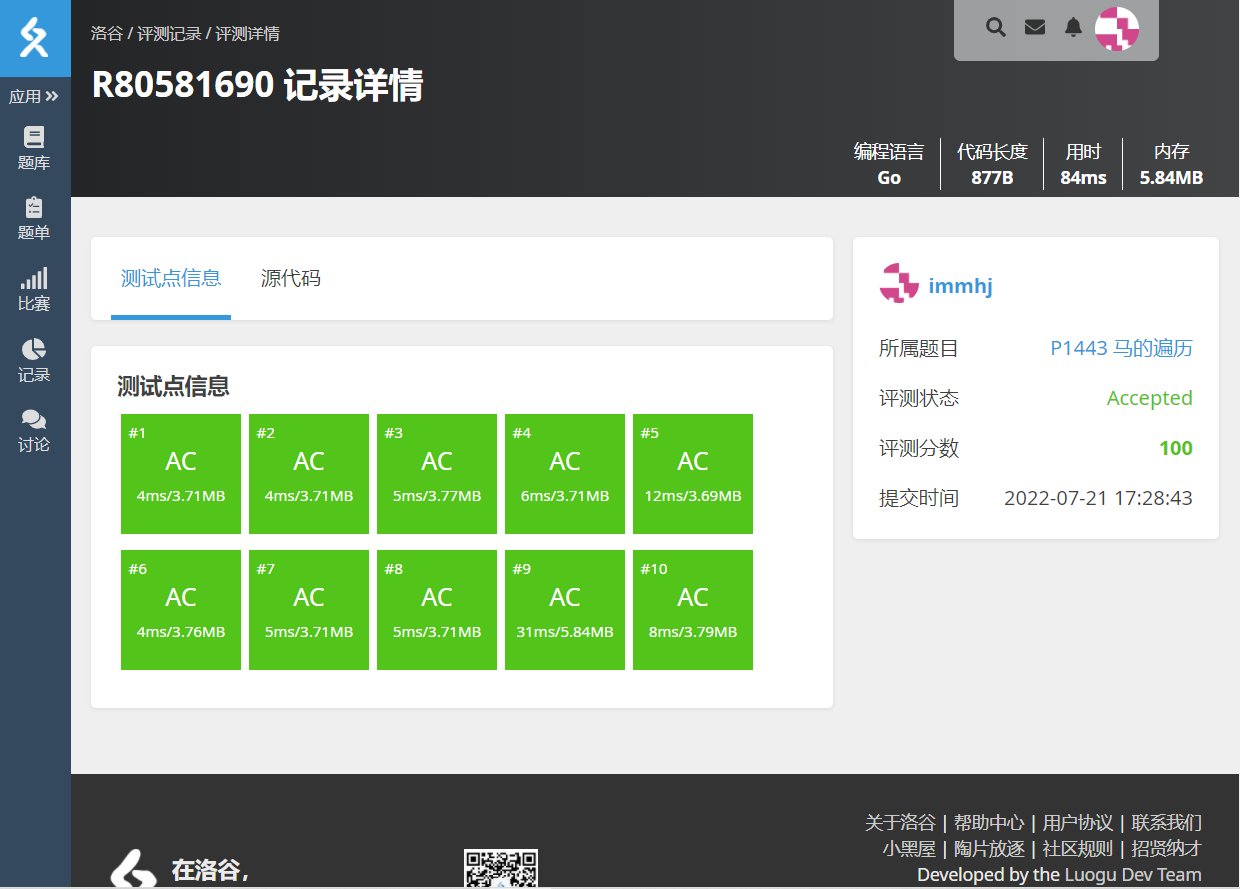 洛谷 / 评测记录 / 评测详情
R80581690 记录详情
应用
题库
题单
比赛
记录
讨论
编程语言 代码长度 用时 内存
Go 877B 84ms 5.84MB
测试点信息 源代码
测试点信息
#1 #2 #3 #4 #5
AC AC AC AC AC
4ms/3.71MB 4ms/3.71MB 5ms/3.77MB 6ms/3.71MB 12ms/3.69MB
#6 #7 #8 #9 #10
AC AC AC AC AC
4ms/3.76MB 5ms/3.71MB 5ms/3.71MB 31ms/5.84MB 8ms/3.79MB
immhj
所属题目 P1443 马的遍历
评测状态 Accepted
评测分数 100
提交时间 2022-07-21 17:28:43
在洛谷,
关于洛谷 | 帮助中心 | 用户协议 | 联系我们
小黑屋 | 陶片放逐 | 社区规则 | 招贤纳才
Developed by the Luogu Dev Team